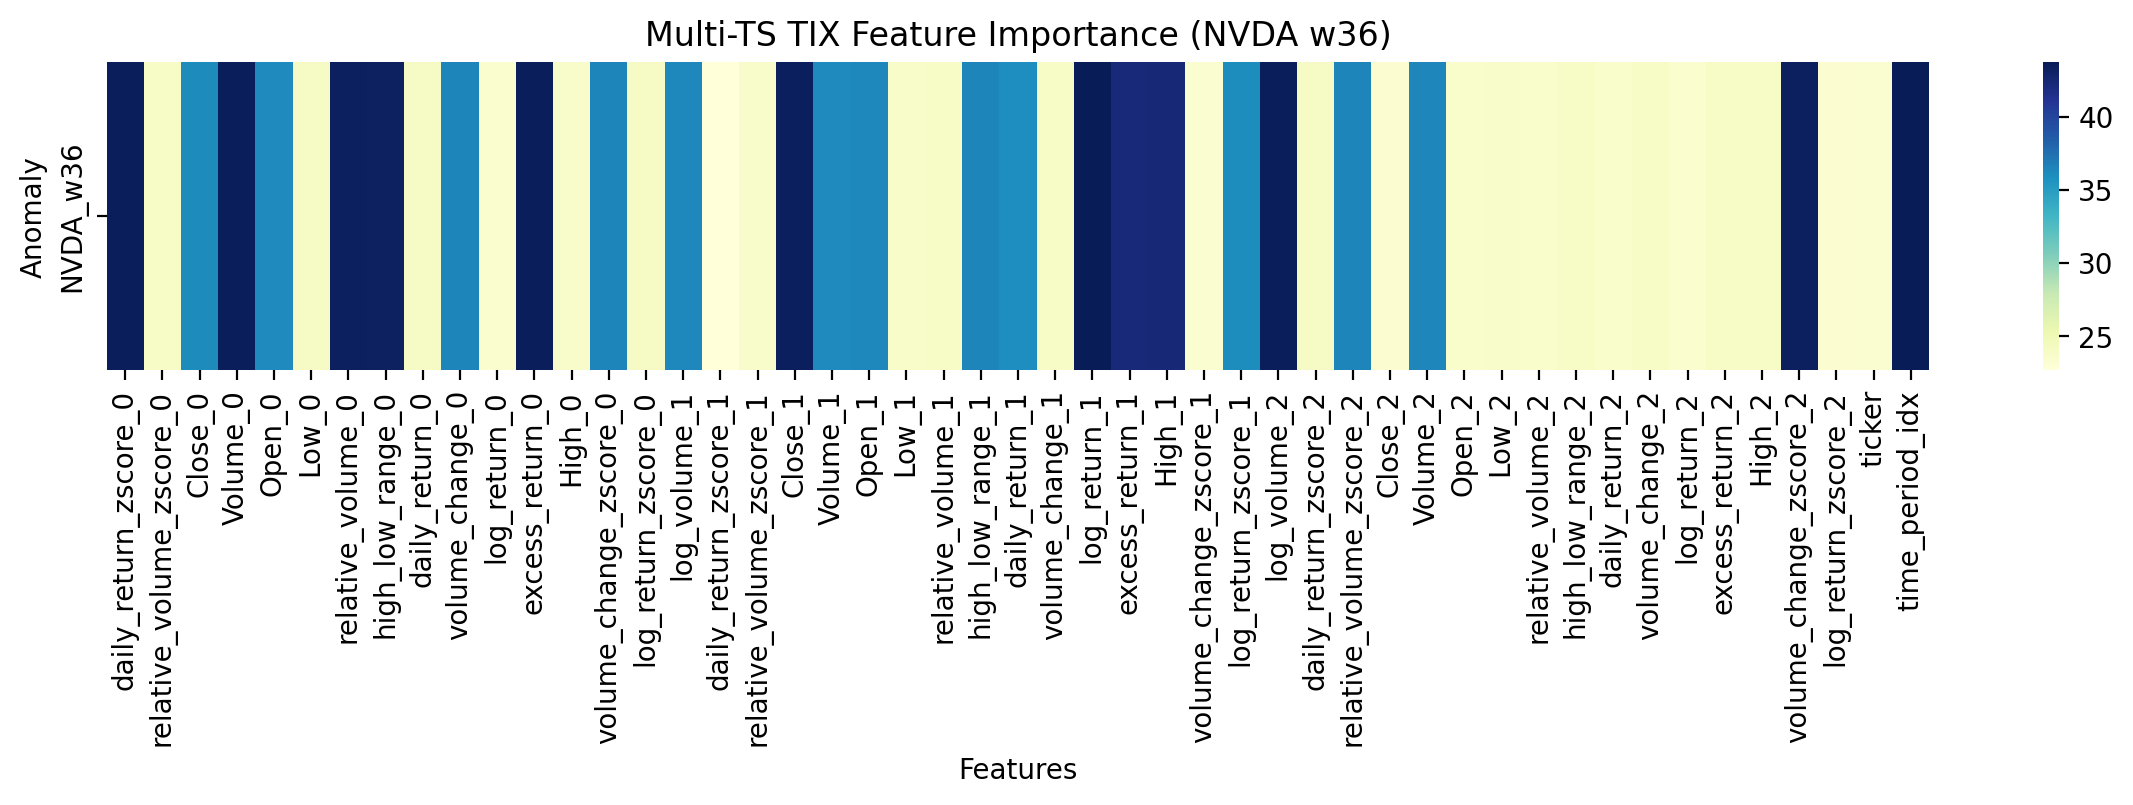 Multi-TS TIX Feature Importance (NVDA w36)
Anomaly
NVDA_w36
40
35
30
25
daily_return_zscore_0
relative_volume_zscore_0
Close_0
Volume_0
Open_0
Low_0
relative_volume_0
high_low_range_0
daily_return_0
volume_change_0
log_return_0
excess_return_0
High_0
volume_change_zscore_0
log_return_zscore_0
log_volume_1
daily_return_zscore_1
relative_volume_zscore_1
Close_1
Volume_1
Open_1
Low_1
relative_volume_1
high_low_range_1
daily_return_1
volume_change_1
log_return_1
excess_return_1
High_1
volume_change_zscore_1
log_return_zscore_1
log_volume_2
daily_return_zscore_2
relative_volume_zscore_2
Close_2
Volume_2
Open_2
Low_2
relative_volume_2
high_low_range_2
daily_return_2
volume_change_2
log_return_2
excess_return_2
High_2
volume_change_zscore_2
log_return_zscore_2
ticker
time_period_idx
Features